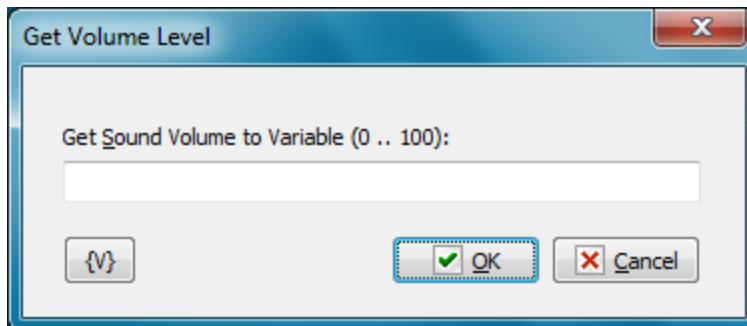 Get Volume Level
Get Sound Volume to Variable (0 .. 100):
{V}
OK
Cancel